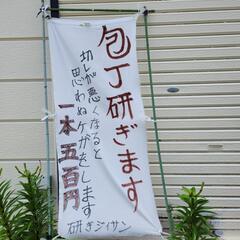 包丁研ぎます
切レが悪くなると
思わぬケガをします
一本五百円
研ぎジイサン